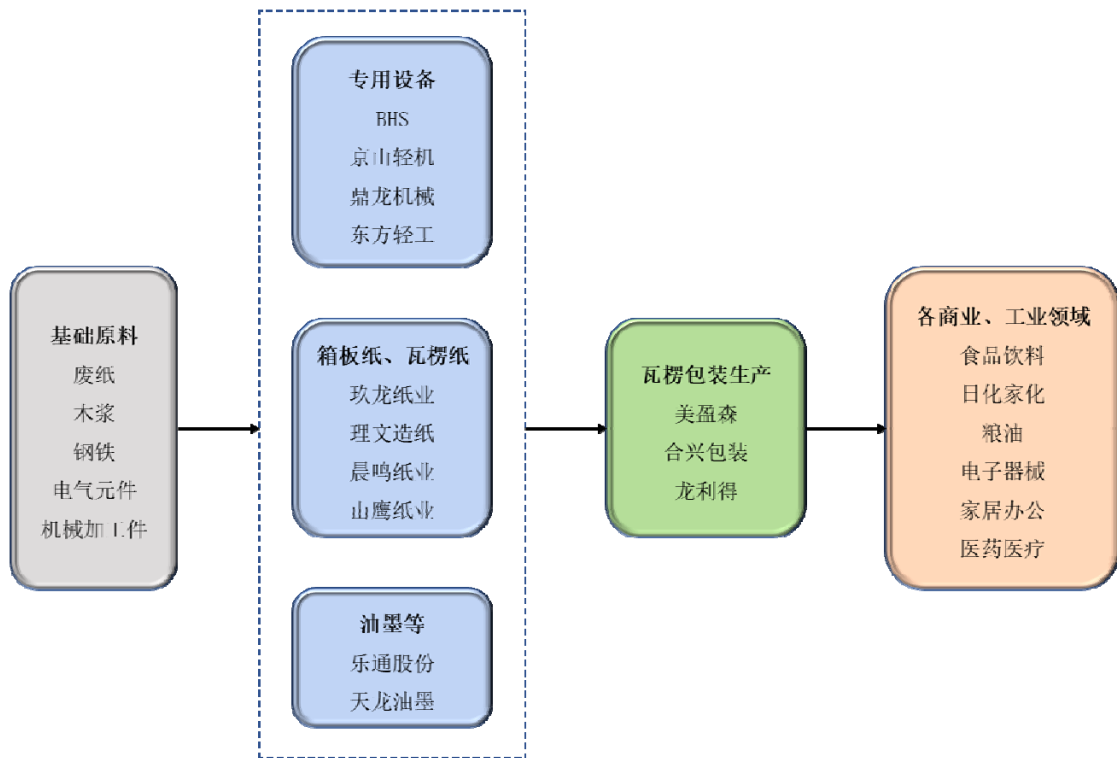 基础原料
废纸
木浆
钢铁
电气元件
机械加工件
专用设备
BHS
京山轻机
鼎龙机械
东方轻工
箱板纸、瓦楞纸
玖龙纸业
理文造纸
晨鸣纸业
山鹰纸业
油墨等
乐通股份
天龙油墨
瓦楞包装生产
美盈森
合兴包装
龙利得
各商业、工业领域
食品饮料
日化家化
粮油
电子器械
家居办公
医药医疗